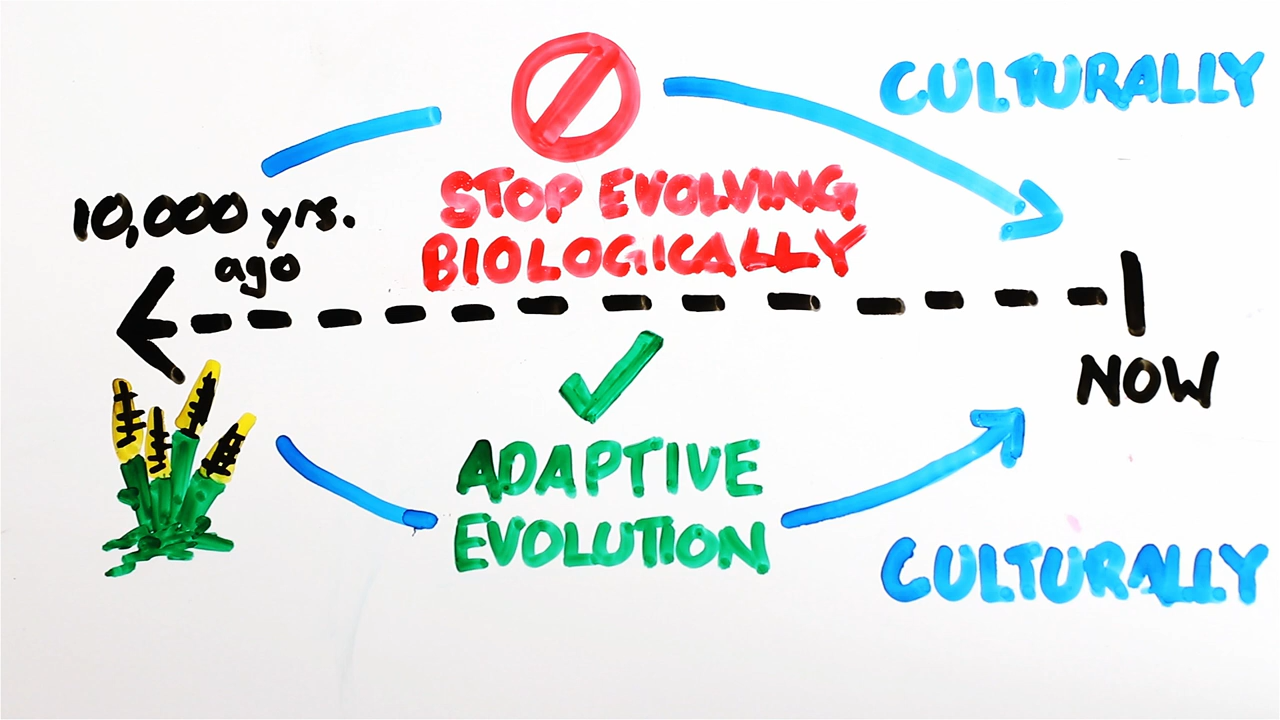 CULTURALLY
STOP EVOLVING
BIOLOGICALLY
10,000 yrs.
ago
NOW
ADAPTIVE
EVOLUTION
CULTURALLY